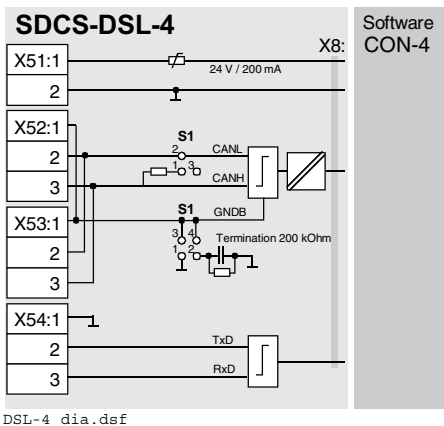 SDCS-DSL-4
Software
CON-4
X8:
X51:1
24 V / 200 mA
2
X52:1
S1
2
2
CANL
1 3
3
CANH
X53:1
S1
GNDB
3 4
Termination 200 kOhm
2
1 2
3
X54:1
2
TxD
3
RxD
DSL-4 dia.dsf